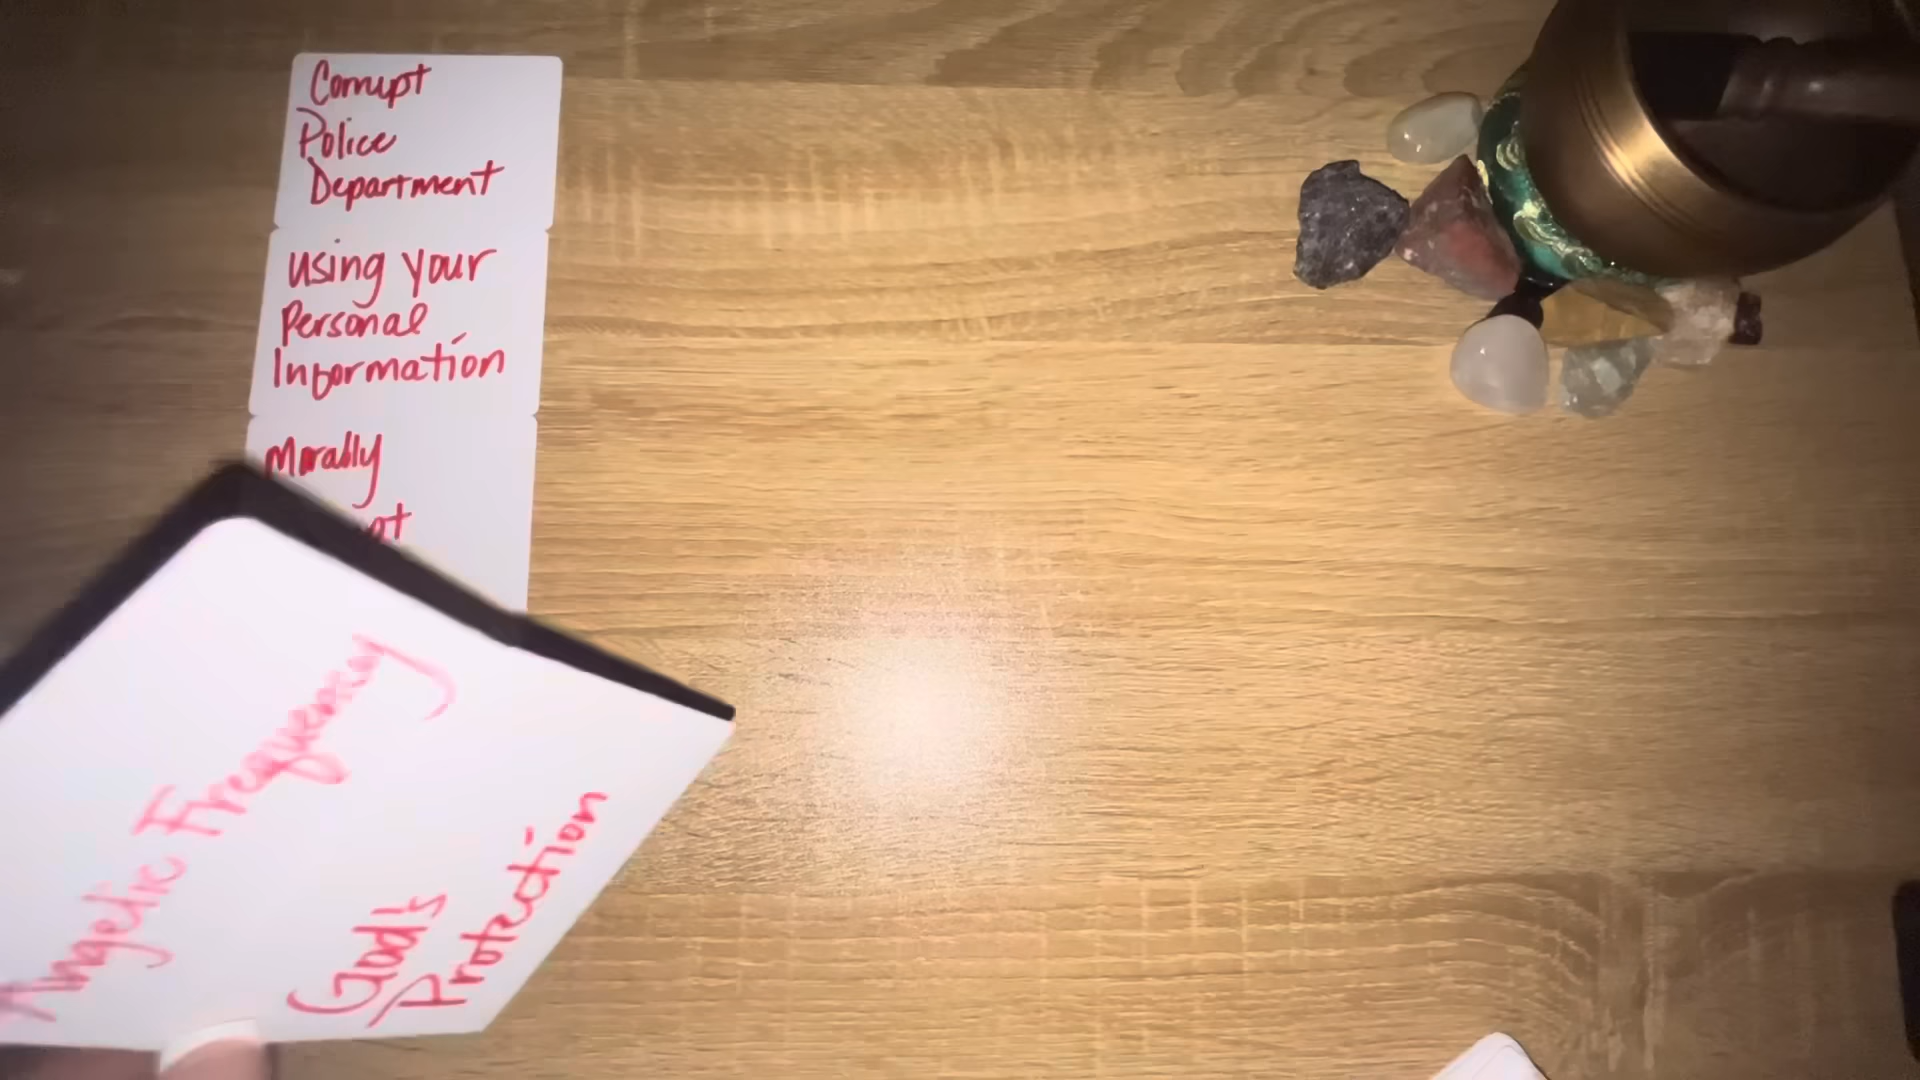 Corrupt
Police
Department
using your
Personal
Information
Morally
Angelic Frequency
God's
Protection